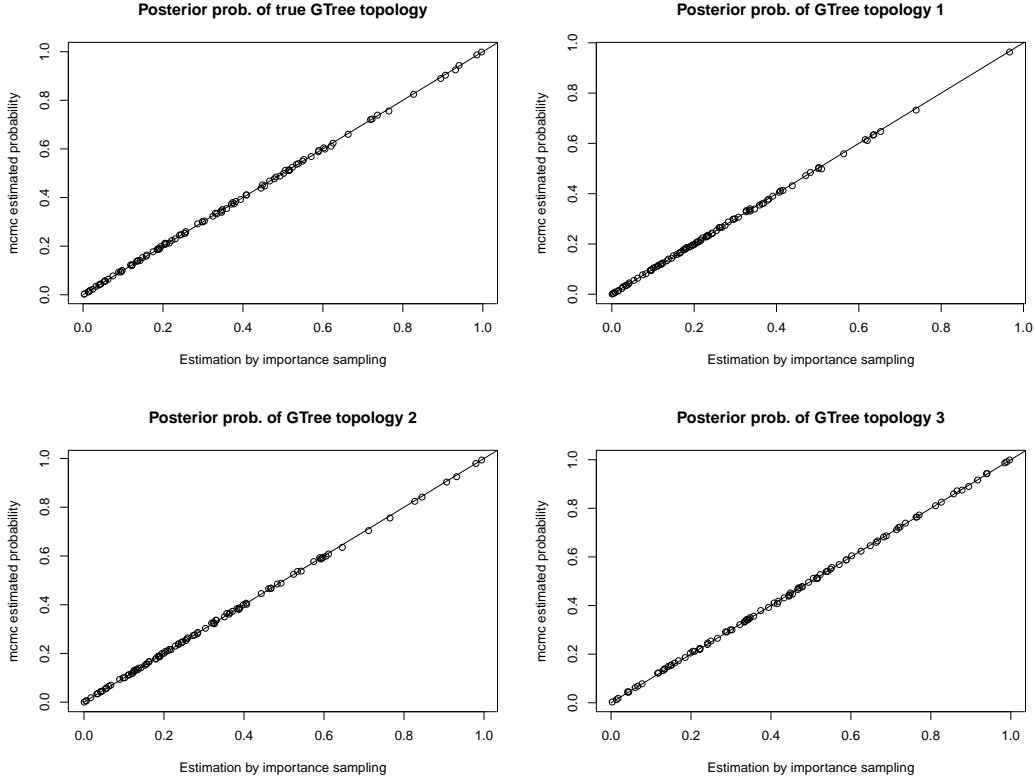 Posterior prob. of true GTree topology
mcmc estimated probability
0.0 0.2 0.4 0.6 0.8 1.0
0.0 0.2 0.4 0.6 0.8 1.0
Estimation by importance sampling
Posterior prob. of GTree topology 1
mcmc estimated probability
0.0 0.2 0.4 0.6 0.8 1.0
0.0 0.2 0.4 0.6 0.8 1.0
Estimation by importance sampling
Posterior prob. of GTree topology 2
mcmc estimated probability
0.0 0.2 0.4 0.6 0.8 1.0
0.0 0.2 0.4 0.6 0.8 1.0
Estimation by importance sampling
Posterior prob. of GTree topology 3
mcmc estimated probability
0.0 0.2 0.4 0.6 0.8 1.0
0.0 0.2 0.4 0.6 0.8 1.0
Estimation by importance sampling